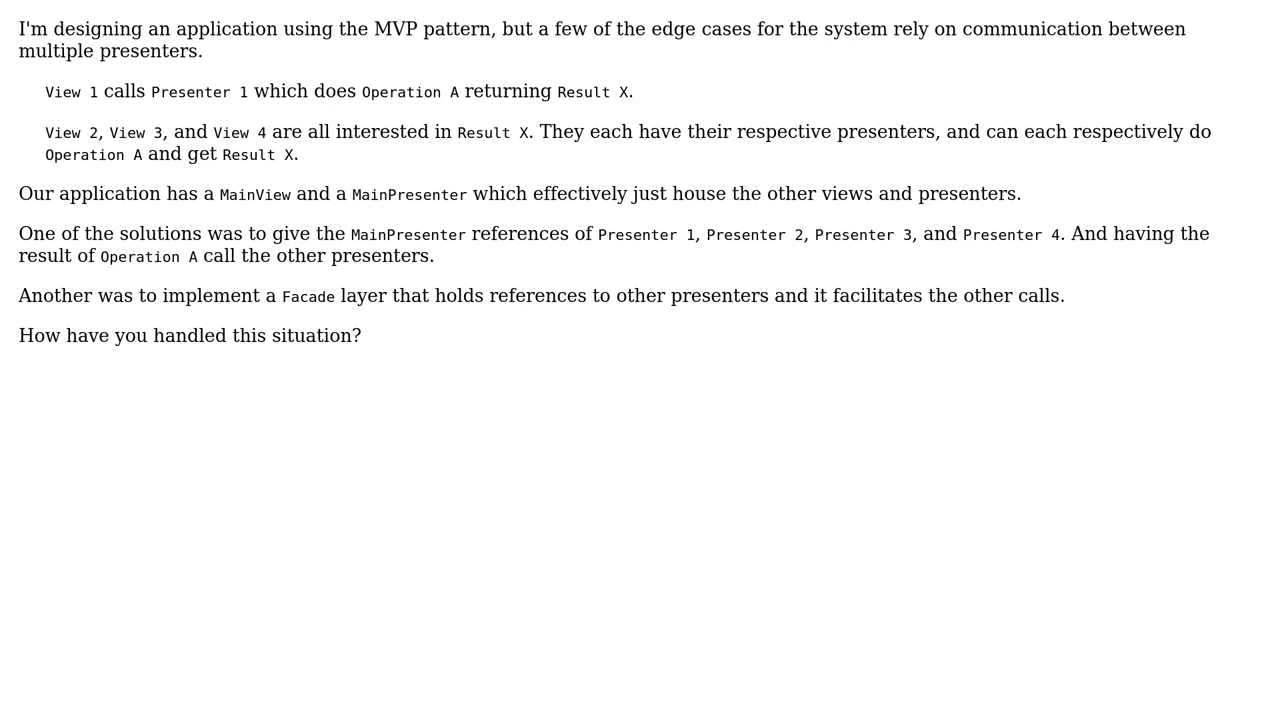 I'm designing an application using the MVP pattern, but a few of the edge cases for the system rely on communication between
multiple presenters.
View 1 calls Presenter 1 which does Operation A returning Result X.
View 2, View 3, and View 4 are all interested in Result X. They each have their respective presenters, and can each respectively do
Operation A and get Result X.
Our application has a MainView and a MainPresenter which effectively just house the other views and presenters.
One of the solutions was to give the MainPresenter references of Presenter 1, Presenter 2, Presenter 3, and Presenter 4. And having the
result of Operation A call the other presenters.
Another was to implement a Facade layer that holds references to other presenters and it facilitates the other calls.
How have you handled this situation?